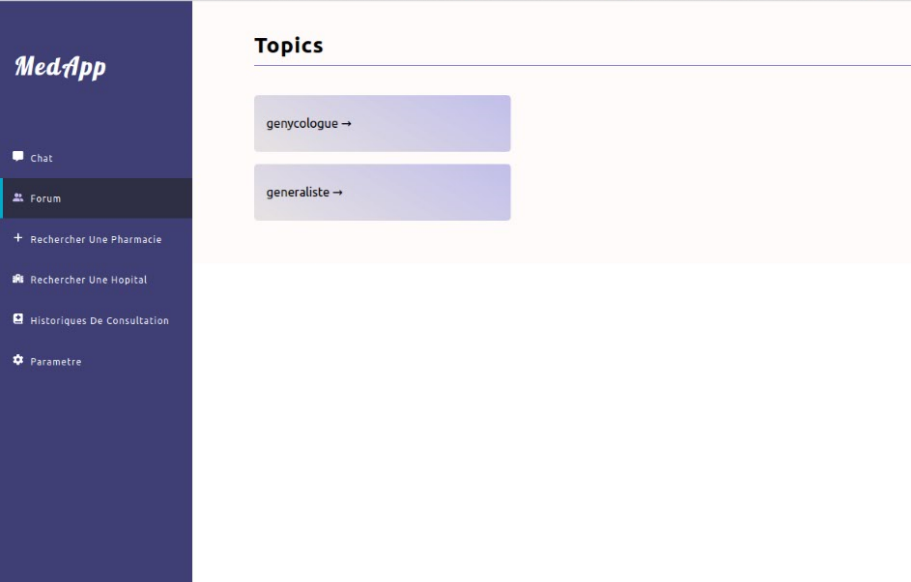 MedApp
Chat
Forum
Rechercher Une Pharmacie
Rechercher Une Hopital
Historiques De Consultation
Parametre
Topics
genycologue →
generaliste →